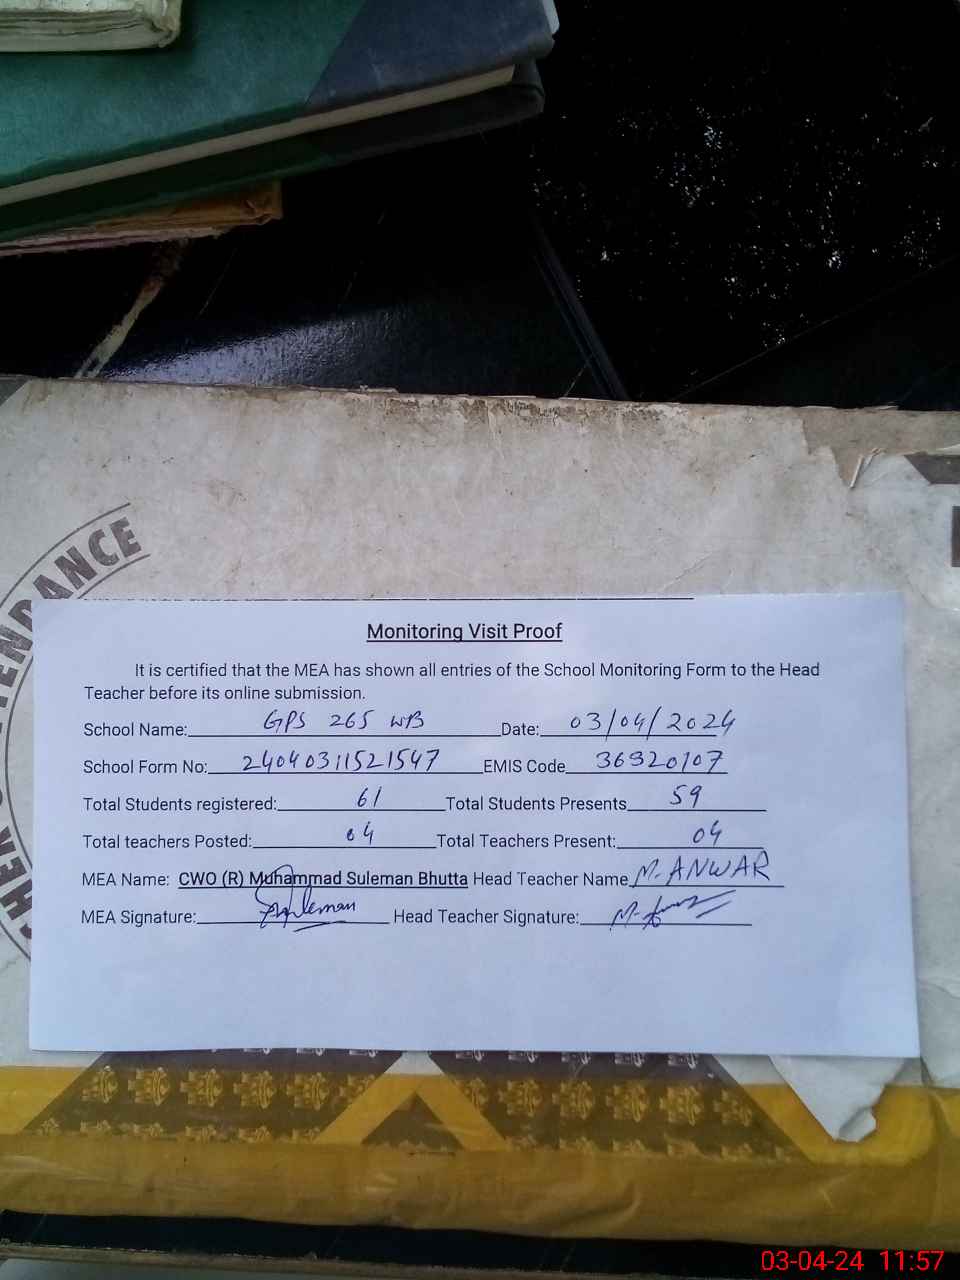 TEACHER'S ATTENDANCE
Monitoring Visit Proof
It is certified that the MEA has shown all entries of the School Monitoring Form to the Head
Teacher before its online submission.
School Name: GPS 265 WB Date: 03/04/2024
School Form No: 24040311521547 EMIS Code 36320107
Total Students registered: 61 Total Students Presents 59
Total teachers Posted: 04 Total Teachers Present: 04
MEA Name: CWO (R) Muhammad Suleman Bhutta Head Teacher Name M. ANWAR
MEA Signature: Suleman Head Teacher Signature: M. Anwar
03-04-24 11:57